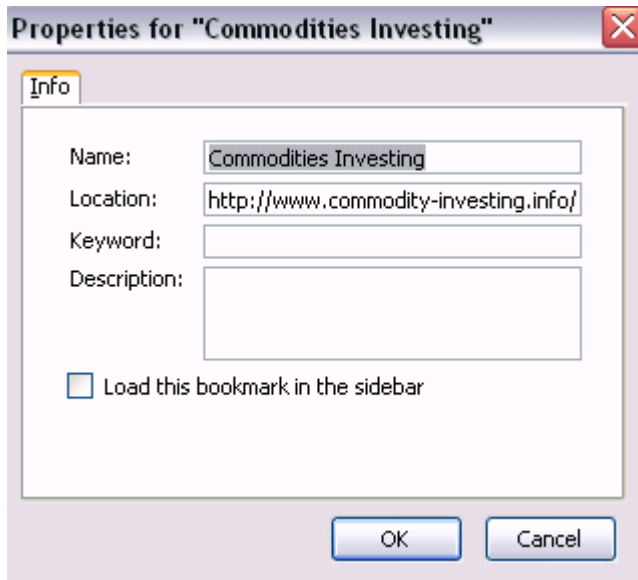 Properties for "Commodities Investing"
Info
Name: Commodities Investing
Location: http://www.commodity-investing.info/
Keyword:
Description:
Load this bookmark in the sidebar
OK Cancel